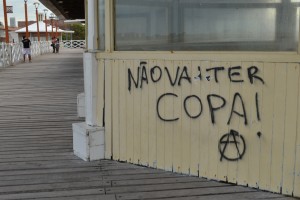 NÃO VAI TER
COPA!
Ⓐ